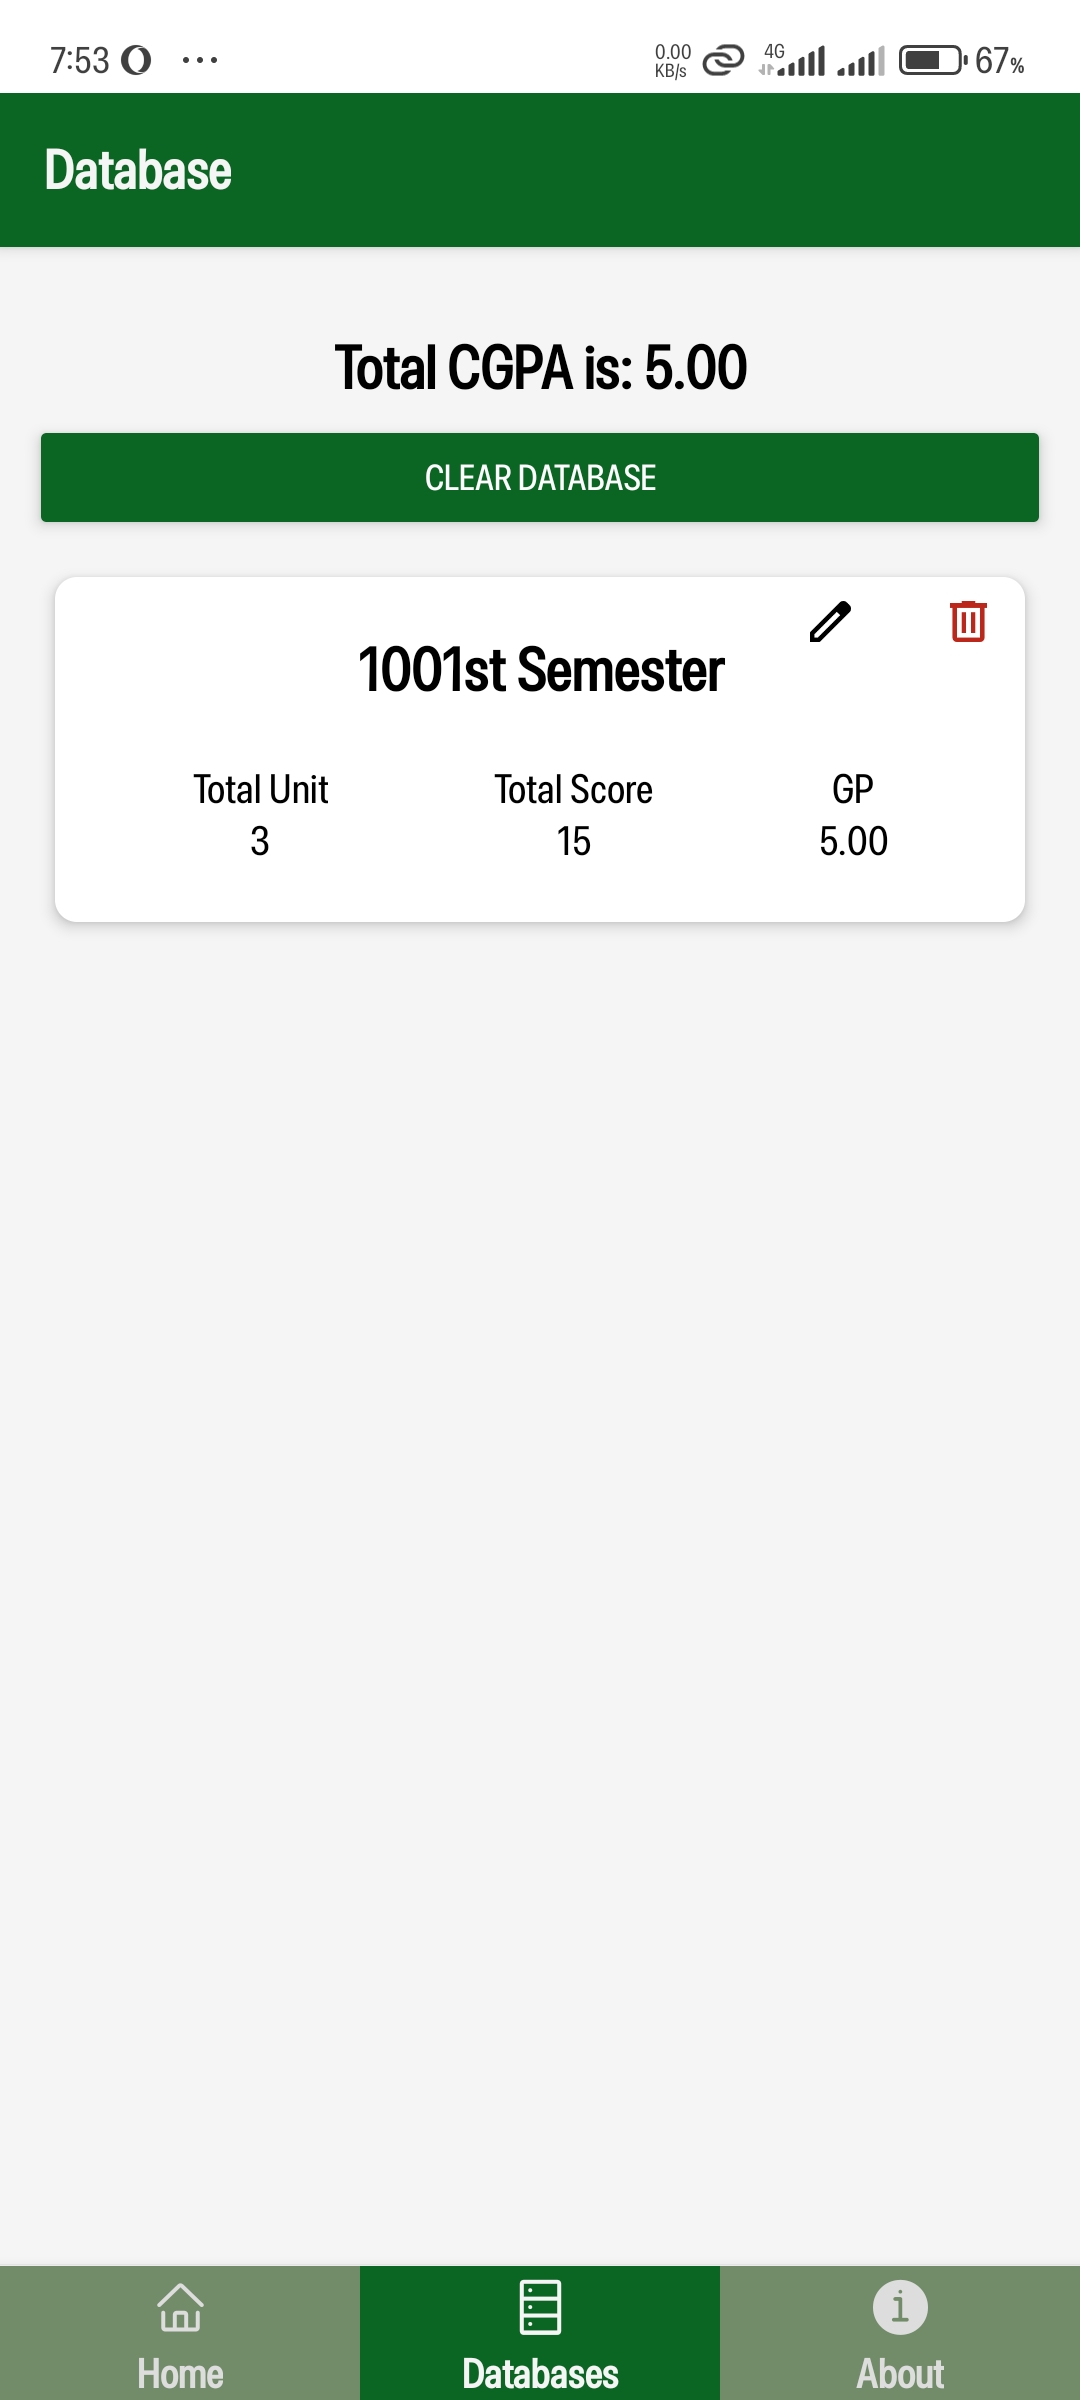 7:53 ... 0.00 KB/s 4G 67%
Database
Total CGPA is: 5.00
CLEAR DATABASE
1001st Semester
Total Unit Total Score GP
3 15 5.00
Home Databases About